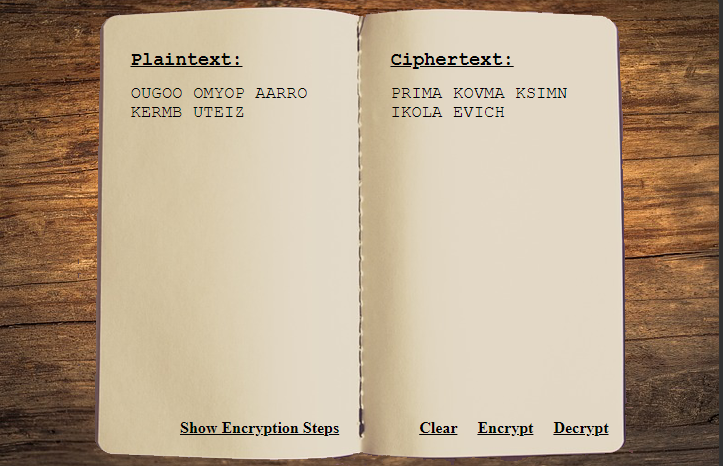 Plaintext:
OUGOO OMYOP AARRO
KERMB UTEIZ
Ciphertext:
PRIMA KOVMA KSIMN
IKOLA EVICH
Show Encryption Steps
Clear Encrypt Decrypt